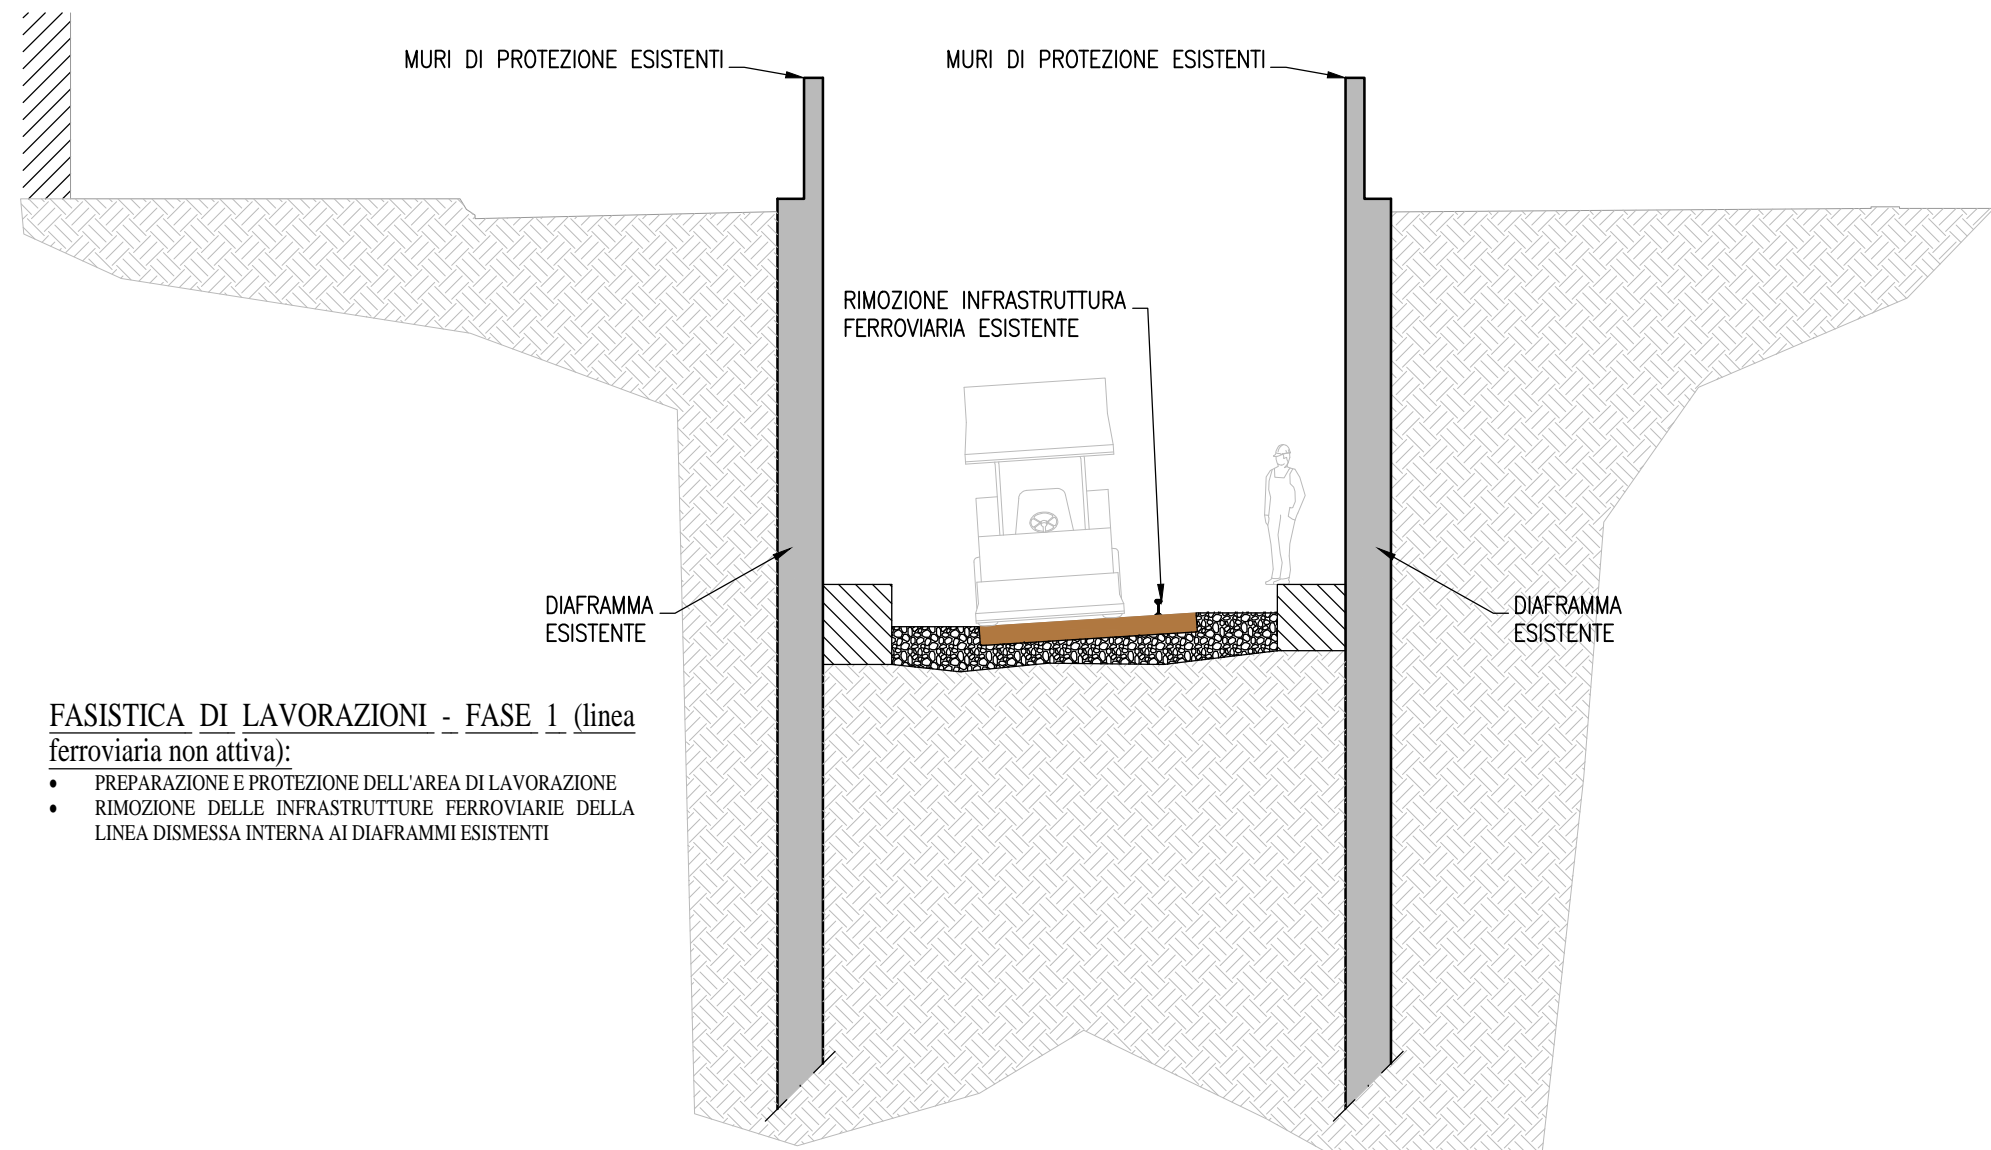 MURI DI PROTEZIONE ESISTENTI
MURI DI PROTEZIONE ESISTENTI
RIMOZIONE INFRASTRUTTURA
FERROVIARIA ESISTENTE
DIAFRAMMA
ESISTENTE
DIAFRAMMA
ESISTENTE
FASISTICA DI LAVORAZIONI - FASE 1 (linea
ferroviaria non attiva):
• PREPARAZIONE E PROTEZIONE DELL'AREA DI LAVORAZIONE
• RIMOZIONE DELLE INFRASTRUTTURE FERROVIARIE DELLA
LINEA DISMESSA INTERNA AI DIAFRAMMI ESISTENTI